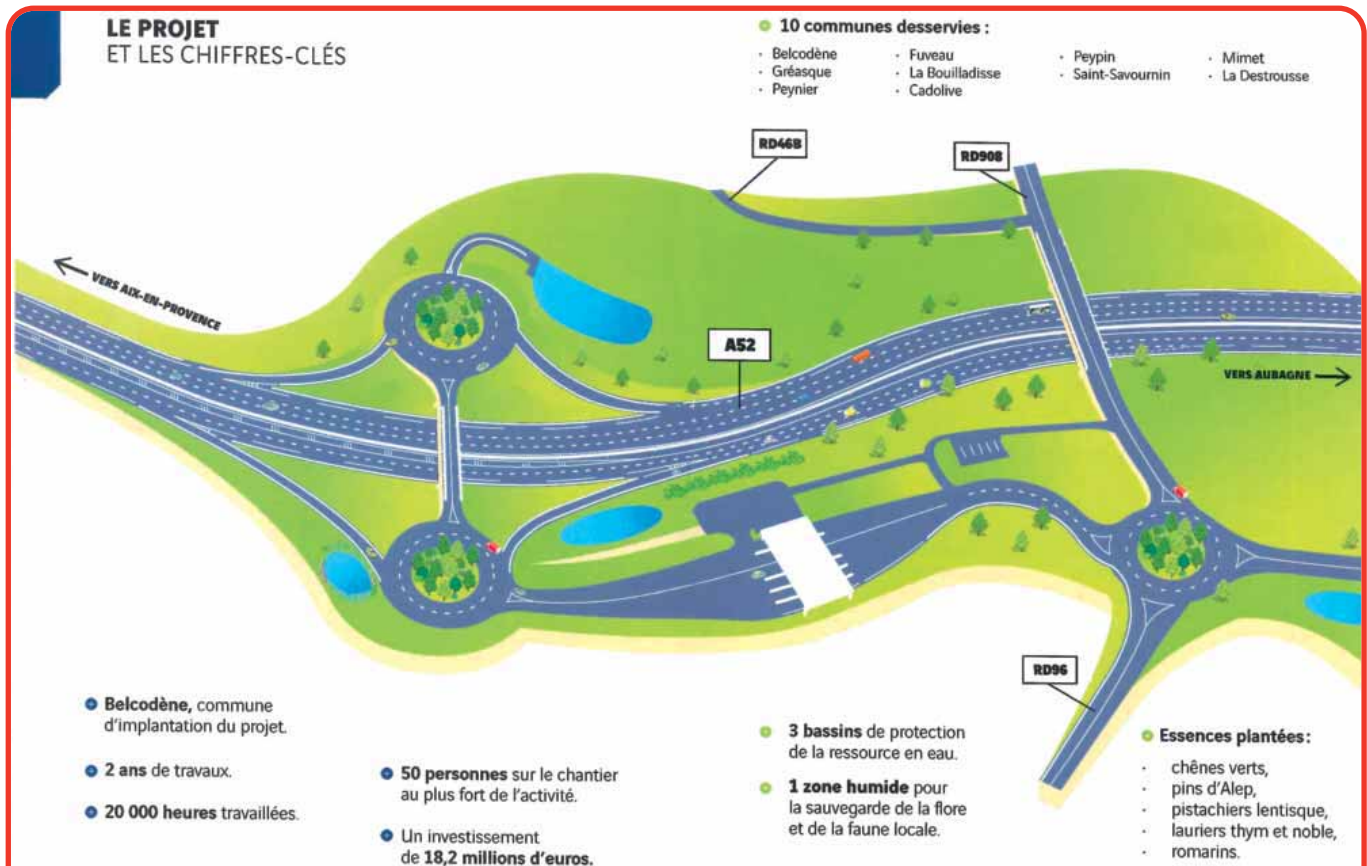 LE PROJET
ET LES CHIFFRES-CLÉS
10 communes desservies :
· Belcodène
· Gréasque
· Peynier
· Fuveau
· La Bouilladisse
· Cadolive
· Peypin
· Saint-Savournin
· Mimet
· La Destrousse
RD46B
RD908
VERS AIX-EN-PROVENCE
A52
VERS AUBAGNE
RD96
Belcodène, commune
d'implantation du projet.
2 ans de travaux.
20 000 heures travaillées.
50 personnes sur le chantier
au plus fort de l'activité.
Un investissement
de 18,2 millions d'euros.
3 bassins de protection
de la ressource en eau.
1 zone humide pour
la sauvegarde de la flore
et de la faune locale.
Essences plantées :
· chênes verts,
· pins d'Alep,
· pistachiers lentisque,
· lauriers thym et noble,
· romarins.